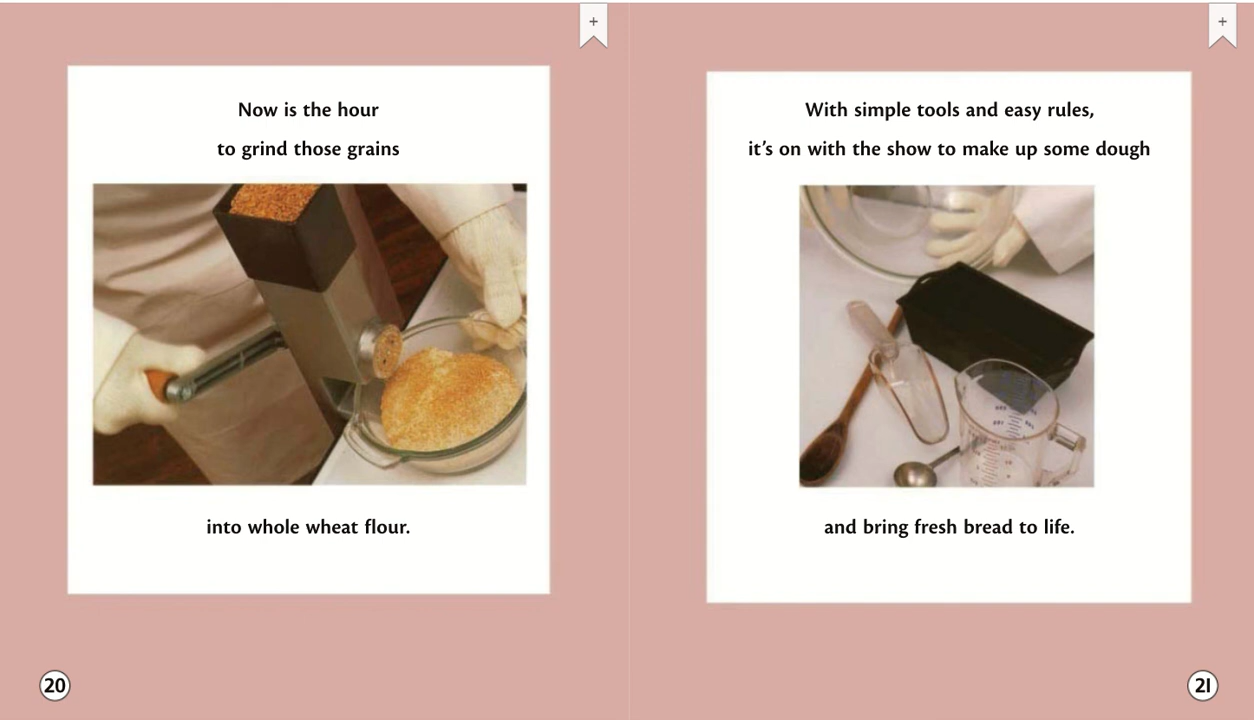 Now is the hour
to grind those grains
into whole wheat flour.
20
With simple tools and easy rules,
it's on with the show to make up some dough
and bring fresh bread to life.
21